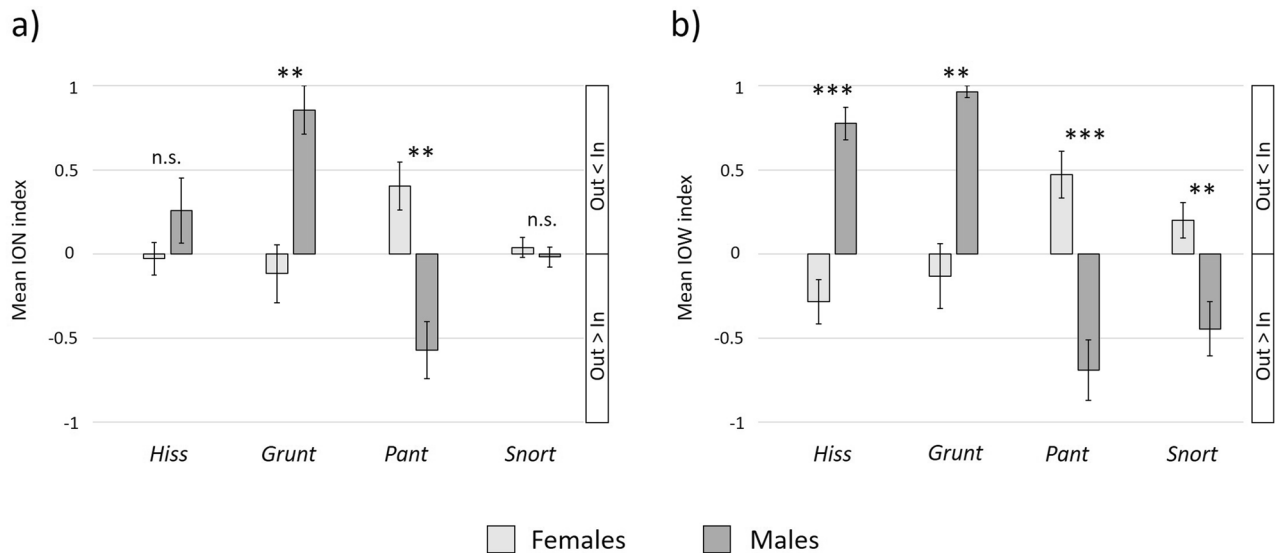 a)
Mean ION index
1
0.5
0
-0.5
-1
n.s.
**
**
n.s.
Out < In
Out > In
Hiss Grunt Pant Snort
b)
Mean IOW index
1
0.5
0
-0.5
-1
***
**
***
**
Out < In
Out > In
Hiss Grunt Pant Snort
Females Males